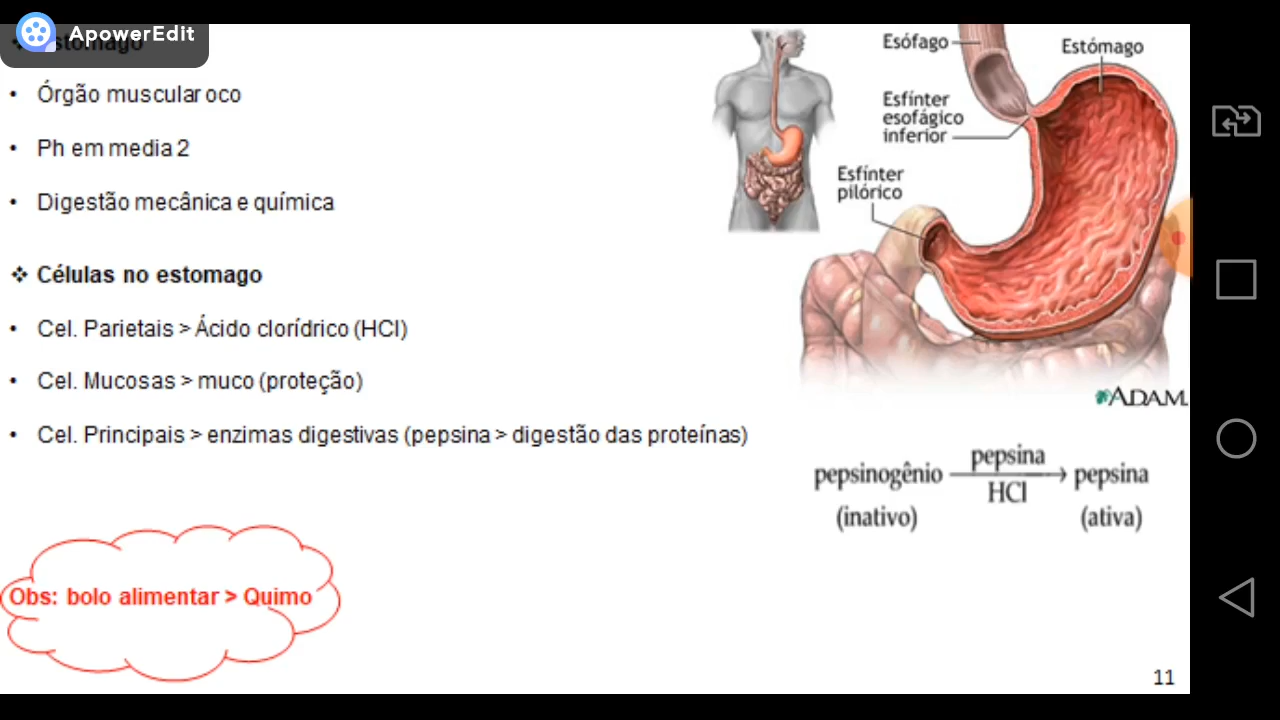 ApowerEdit
• Órgão muscular oco
• Ph em media 2
• Digestão mecânica e química
❖ Células no estomago
• Cel. Parietais > Ácido clorídrico (HCl)
• Cel. Mucosas > muco (proteção)
• Cel. Principais > enzimas digestivas (pepsina > digestão das proteínas)
Obs: bolo alimentar > Quimo
Esófago
Estómago
Esfínter
esofágico
inferior
Esfínter
pilórico
ADAM.
pepsinogênio pepsina pepsina
HCl
(inativo) (ativa)
11